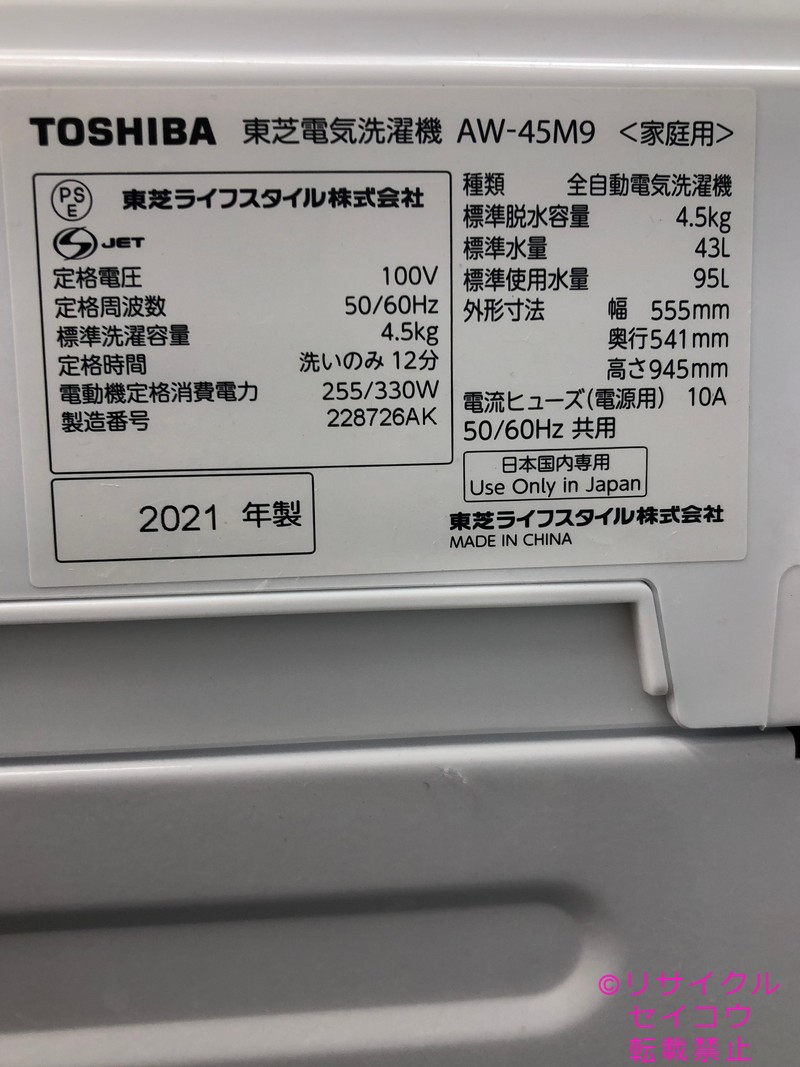 TOSHIBA 東芝電気洗濯機 AW-45M9 <家庭用>
PS
E
東芝ライフスタイル株式会社
S JET
定格電圧 100V
定格周波数 50/60Hz
標準洗濯容量 4.5kg
定格時間 洗いのみ 12分
電動機定格消費電力 255/330W
製造番号 228726AK
2021 年製
種類 全自動電気洗濯機
標準脱水容量 4.5kg
標準水量 43L
標準使用水量 95L
外形寸法 幅 555mm
奥行541mm
高さ945mm
電流ヒューズ(電源用) 10A
50/60Hz 共用
日本国内専用
Use Only in Japan
東芝ライフスタイル株式会社
MADE IN CHINA
©リサイクル
セイコウ
転載禁止